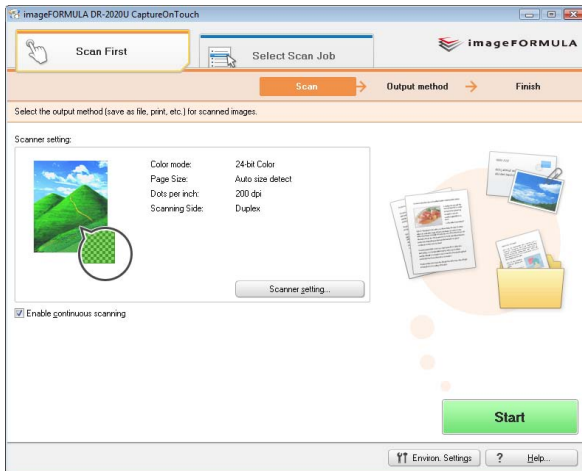 imageFORMULA DR-2020U CaptureOnTouch
Scan First
Select Scan Job
imageFORMULA
Scan
Output method
Finish
Select the output method (save as file, print, etc.) for scanned images.
Scanner setting:
Color mode: 24-bit Color
Page Size: Auto size detect
Dots per inch: 200 dpi
Scanning Side: Duplex
Scanner setting...
Enable continuous scanning
Start
Environ. Settings
? Help...